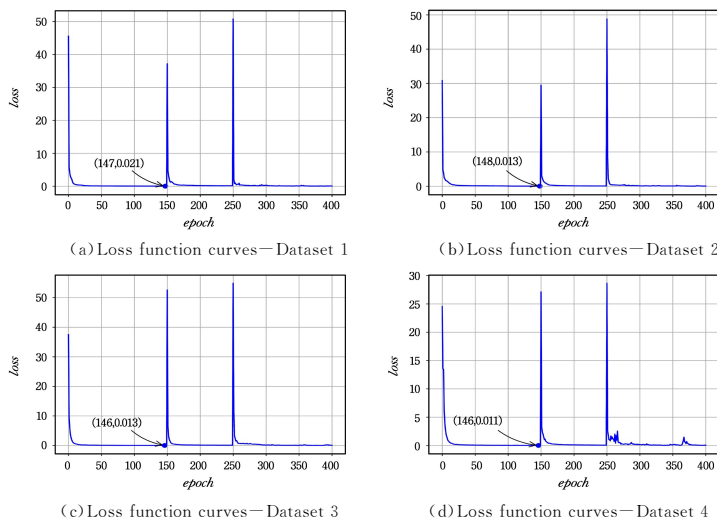 50
40
30
20
10
0
loss
(147,0.021)
0 50 100 150 200 250 300 350 400
epoch
(a)Loss function curves—Dataset 1
50
40
30
20
10
0
loss
(148,0.013)
0 50 100 150 200 250 300 350 400
epoch
(b)Loss function curves—Dataset 2
50
40
30
20
10
0
loss
(146,0.013)
0 50 100 150 200 250 300 350 400
epoch
(c)Loss function curves—Dataset 3
30
25
20
15
10
5
0
loss
(146,0.011)
0 50 100 150 200 250 300 350 400
epoch
(d)Loss function curves—Dataset 4